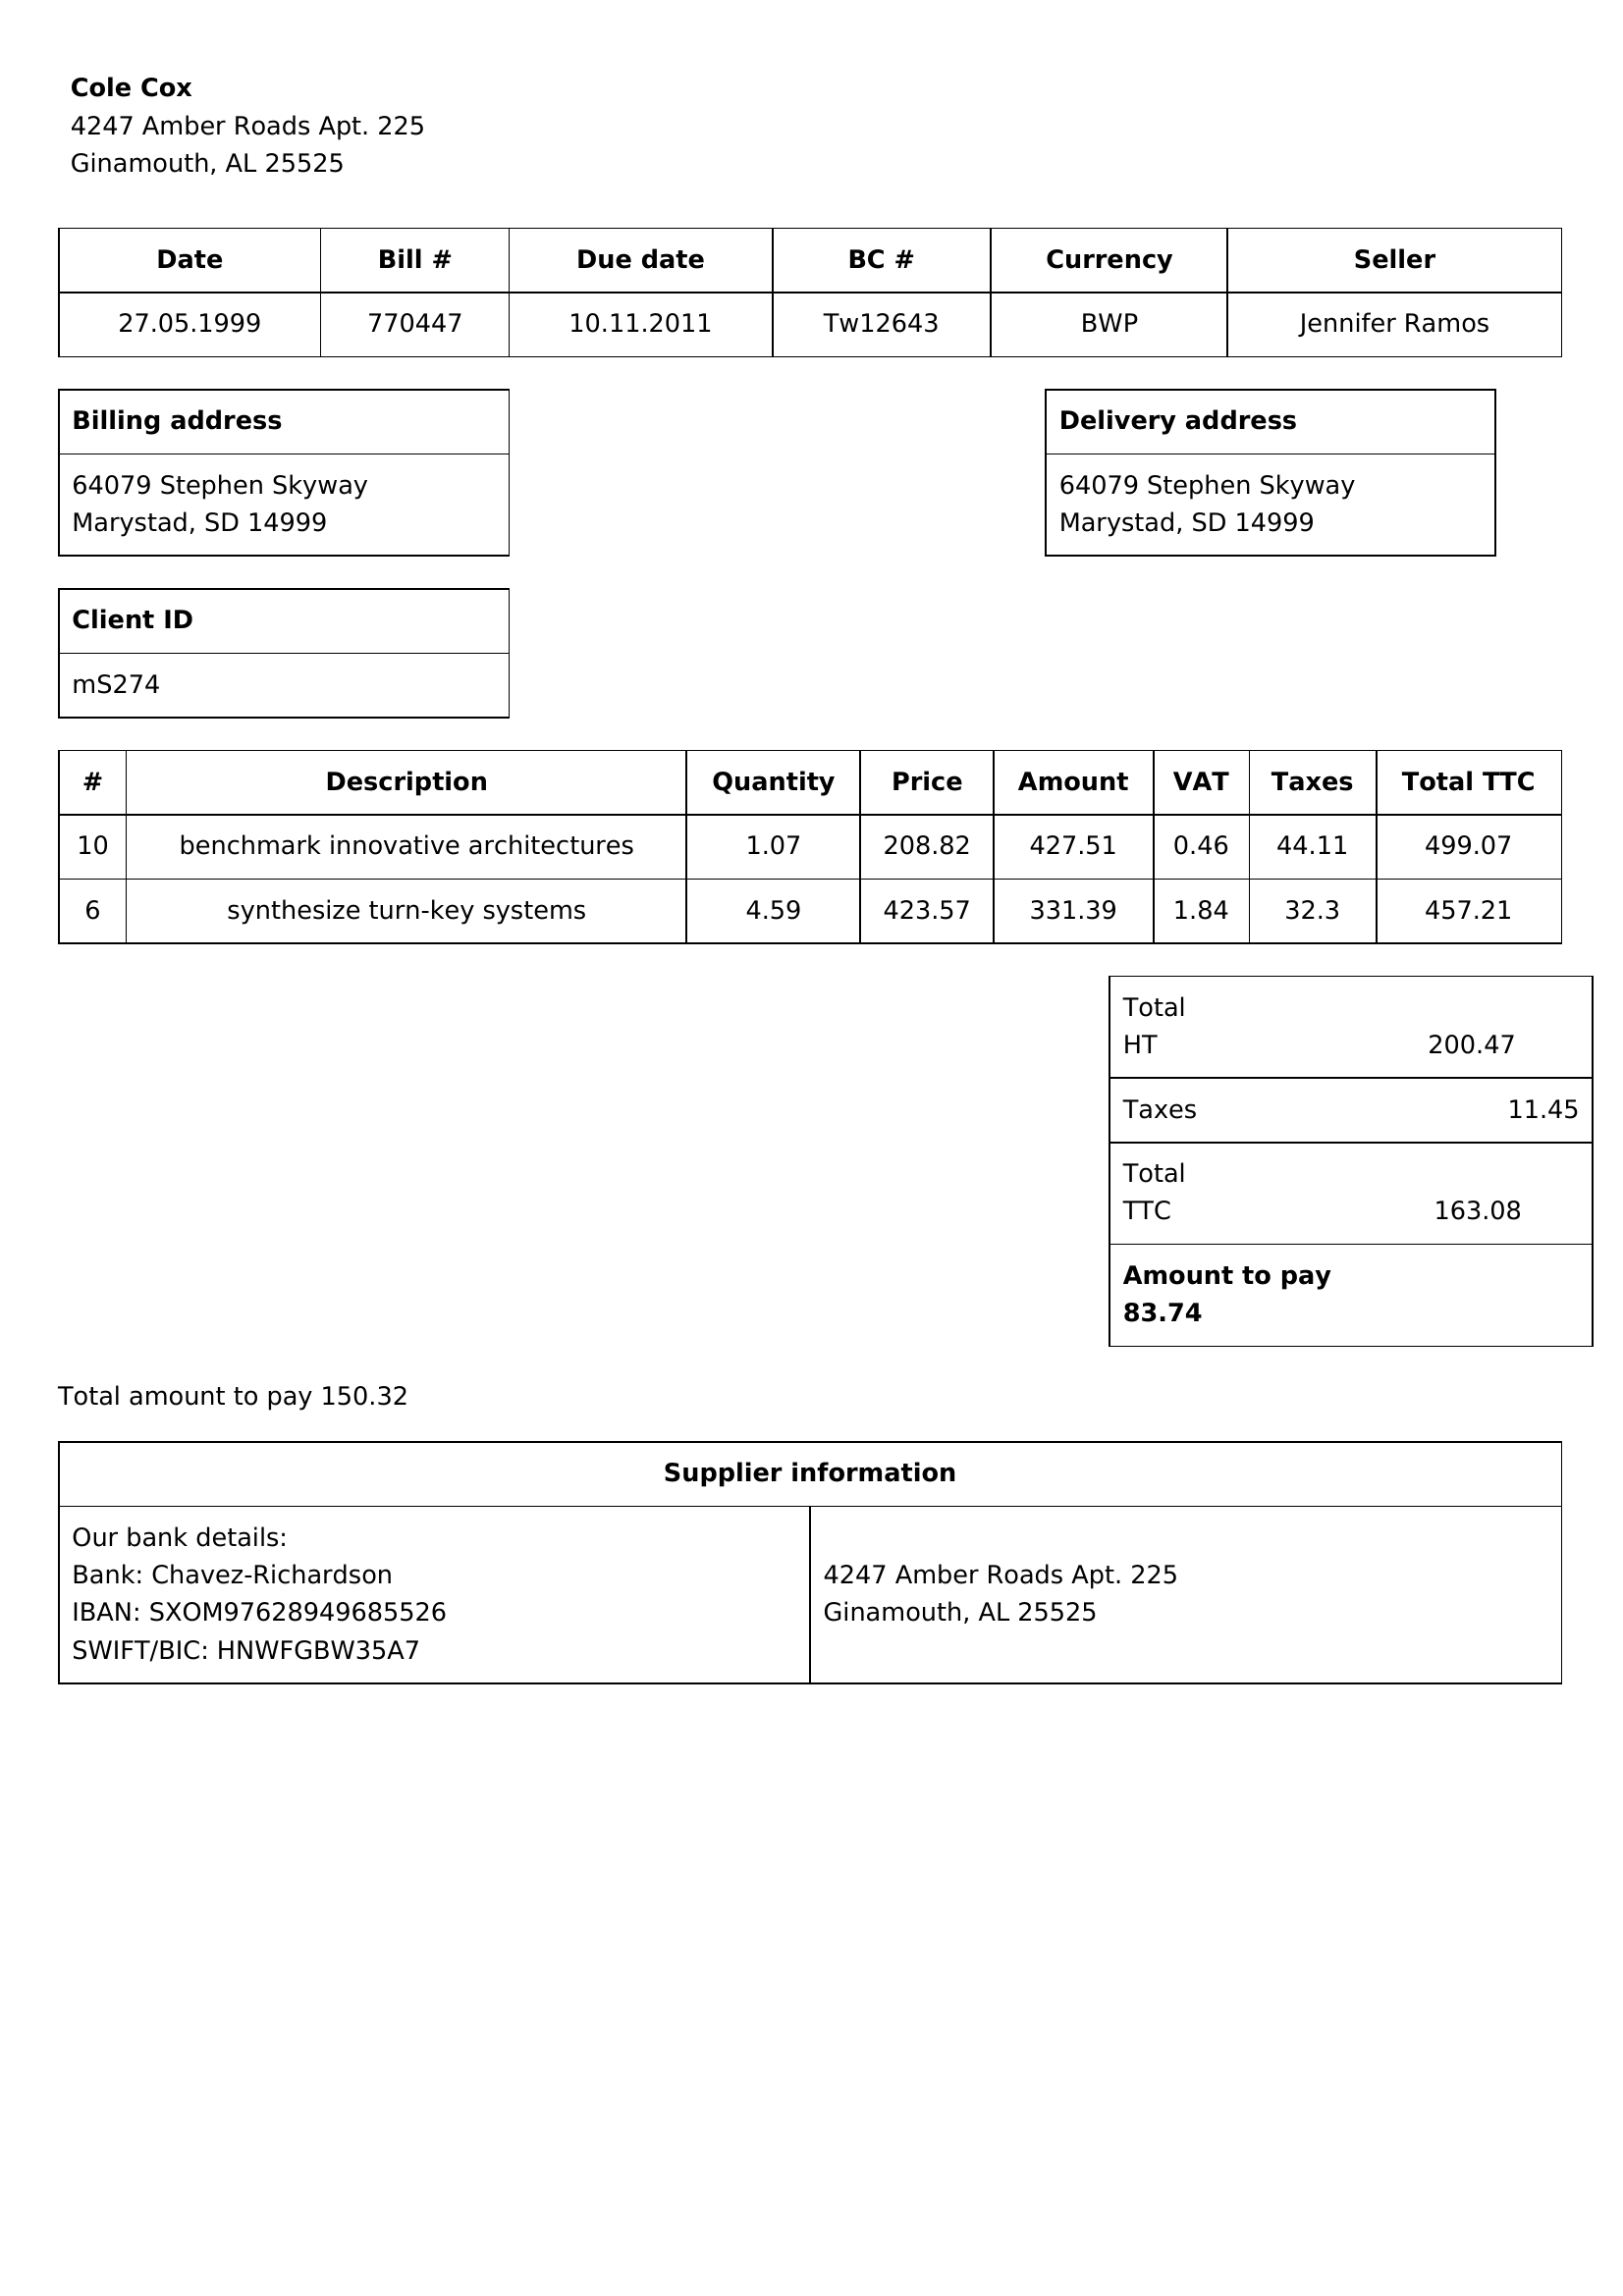 Cole Cox
4247 Amber Roads Apt. 225
Ginamouth, AL 25525
Date Bill # Due date BC # Currency Seller
27.05.1999 770447 10.11.2011 Tw12643 BWP Jennifer Ramos
Billing address
64079 Stephen Skyway
Marystad, SD 14999
Delivery address
64079 Stephen Skyway
Marystad, SD 14999
Client ID
mS274
# Description Quantity Price Amount VAT Taxes Total TTC
10 benchmark innovative architectures 1.07 208.82 427.51 0.46 44.11 499.07
6 synthesize turn-key systems 4.59 423.57 331.39 1.84 32.3 457.21
Total
HT 200.47
Taxes 11.45
Total
TTC 163.08
Amount to pay
83.74
Total amount to pay 150.32
Supplier information
Our bank details:
Bank: Chavez-Richardson
IBAN: SXOM97628949685526
SWIFT/BIC: HNWFGBW35A7
4247 Amber Roads Apt. 225
Ginamouth, AL 25525